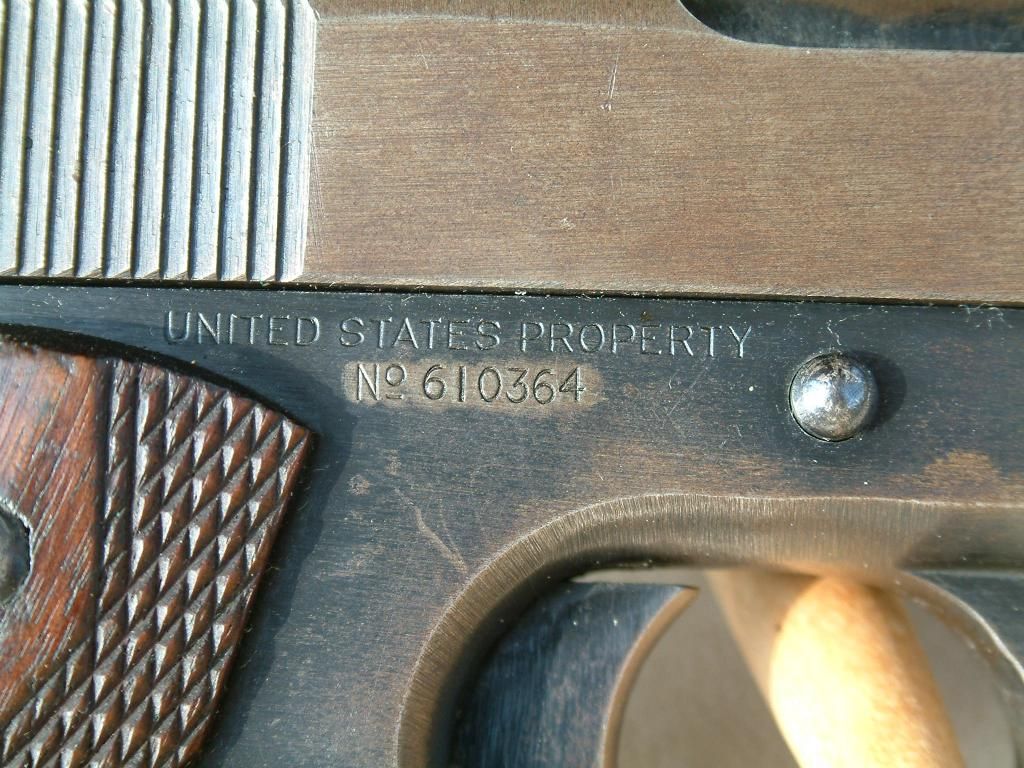 UNITED STATES PROPERTY
Nº 610364